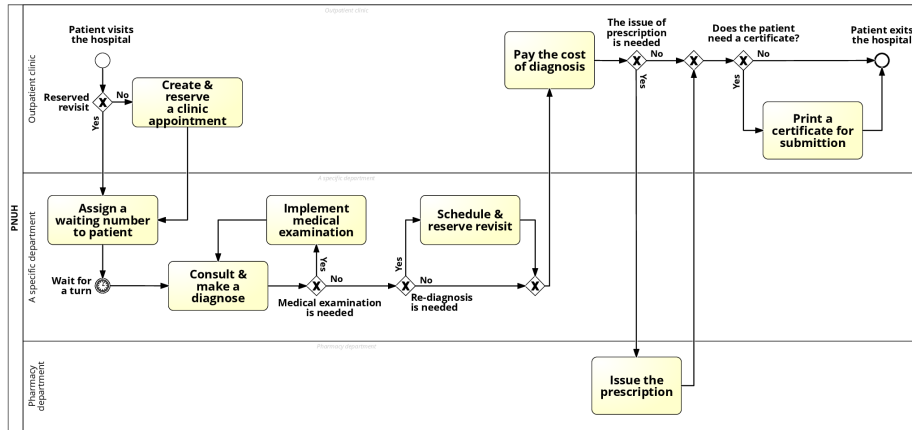 PNUH
Outpatient clinic
Outpatient clinic
Patient visits
the hospital
Reserved
revisit
No
Yes
Create &
reserve
a clinic
appointment
Pay the cost
of diagnosis
The issue of
prescription
is needed
No
Yes
Does the patient
need a certificate?
No
Yes
Print a
certificate for
submittion
Patient exits
the hospital
A specific department
A specific department
Assign a
waiting number
to patient
Wait for
a turn
Consult &
make a
diagnose
Implement
medical
examination
Yes
No
Medical examination
is needed
Schedule &
reserve revisit
Yes
No
Re-diagnosis
is needed
Pharmacy
department
Pharmacy department
Issue the
prescription